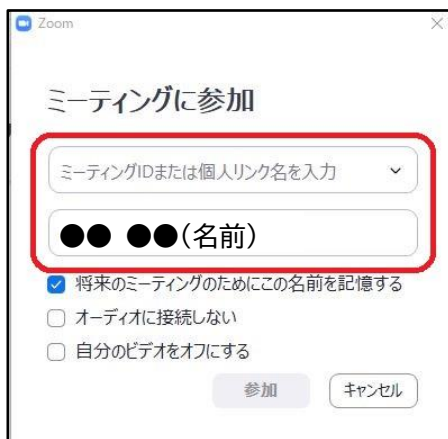 Zoom
ミーティングに参加
ミーティングIDまたは個人リンク名を入力
●● ●●(名前)
将来のミーティングのためにこの名前を記憶する
オーディオに接続しない
自分のビデオをオフにする
参加 キャンセル